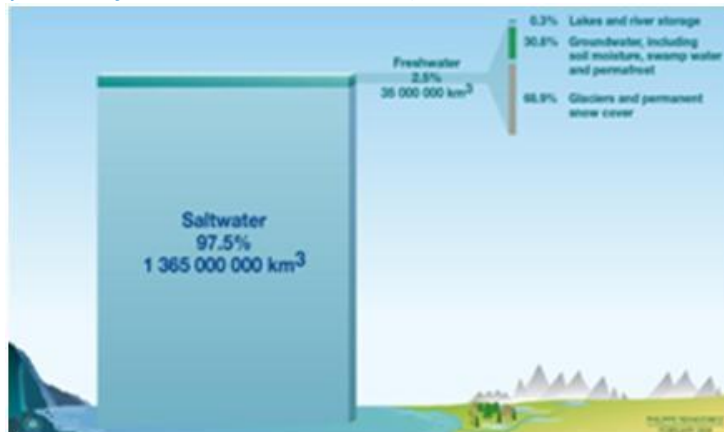 0.3% Lakes and river storage
30.8% Groundwater, including
soil moisture, swamp water
and permafrost
Freshwater
2.5%
35 000 000 km3
68.9% Glaciers and permanent
snow cover
Saltwater
97.5%
1 365 000 000 km3